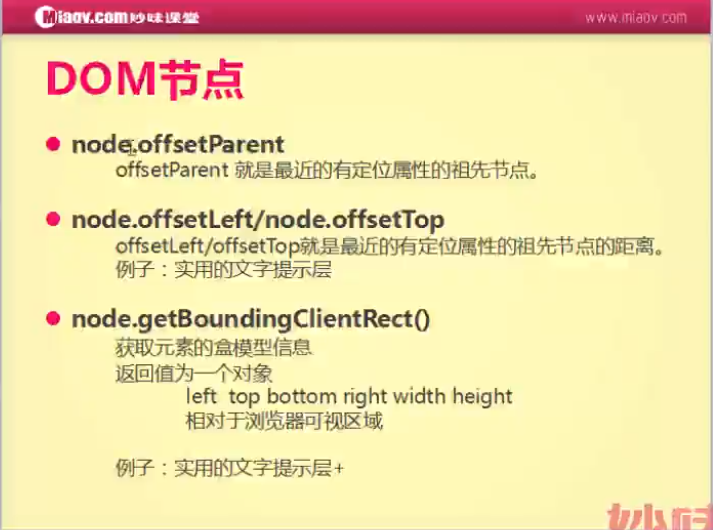 Miaov.com妙味课堂
www.miaov.com
DOM节点
node.offsetParent
offsetParent 就是最近的有定位属性的祖先节点。
node.offsetLeft/node.offsetTop
offsetLeft/offsetTop就是最近的有定位属性的祖先节点的距离。
例子：实用的文字提示层
node.getBoundingClientRect()
获取元素的盒模型信息
返回值为一个对象
left top bottom right width height
相对于浏览器可视区域
例子：实用的文字提示层+